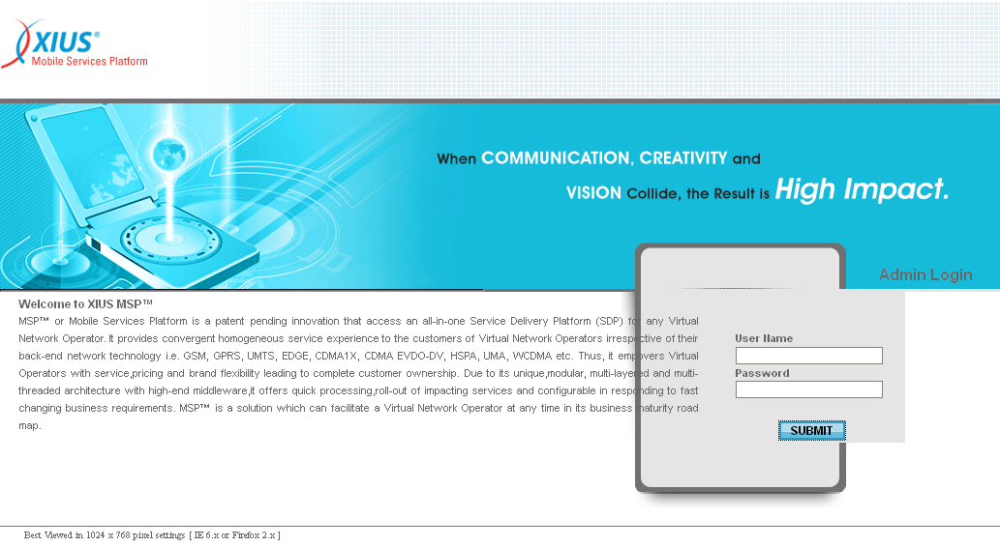 XIUS®
Mobile Services Platform
When COMMUNICATION, CREATIVITY and
VISION Collide, the Result is High Impact.
Admin Login
Welcome to XIUS MSP™
MSP™ or Mobile Services Platform is a patent pending innovation that access an all-in-one Service Delivery Platform (SDP) for any Virtual
Network Operator. It provides convergent homogeneous service experience to the customers of Virtual Network Operators irrespective of their
back-end network technology i.e. GSM, GPRS, UMTS, EDGE, CDMA1X, CDMA EVDO-DV, HSPA, UMA, WCDMA etc. Thus, it empowers Virtual
Operators with service,pricing and brand flexibility leading to complete customer ownership. Due to its unique,modular, multi-layered and multi-
threaded architecture with high-end middleware,it offers quick processing,roll-out of impacting services and configurable in responding to fast
changing business requirements. MSP™ is a solution which can facilitate a Virtual Network Operator at any time in its business maturity road
map.
User Name
Password
SUBMIT
Best Viewed in 1024 x 768 pixel settings [ IE 6.x or Firefox 2.x ]